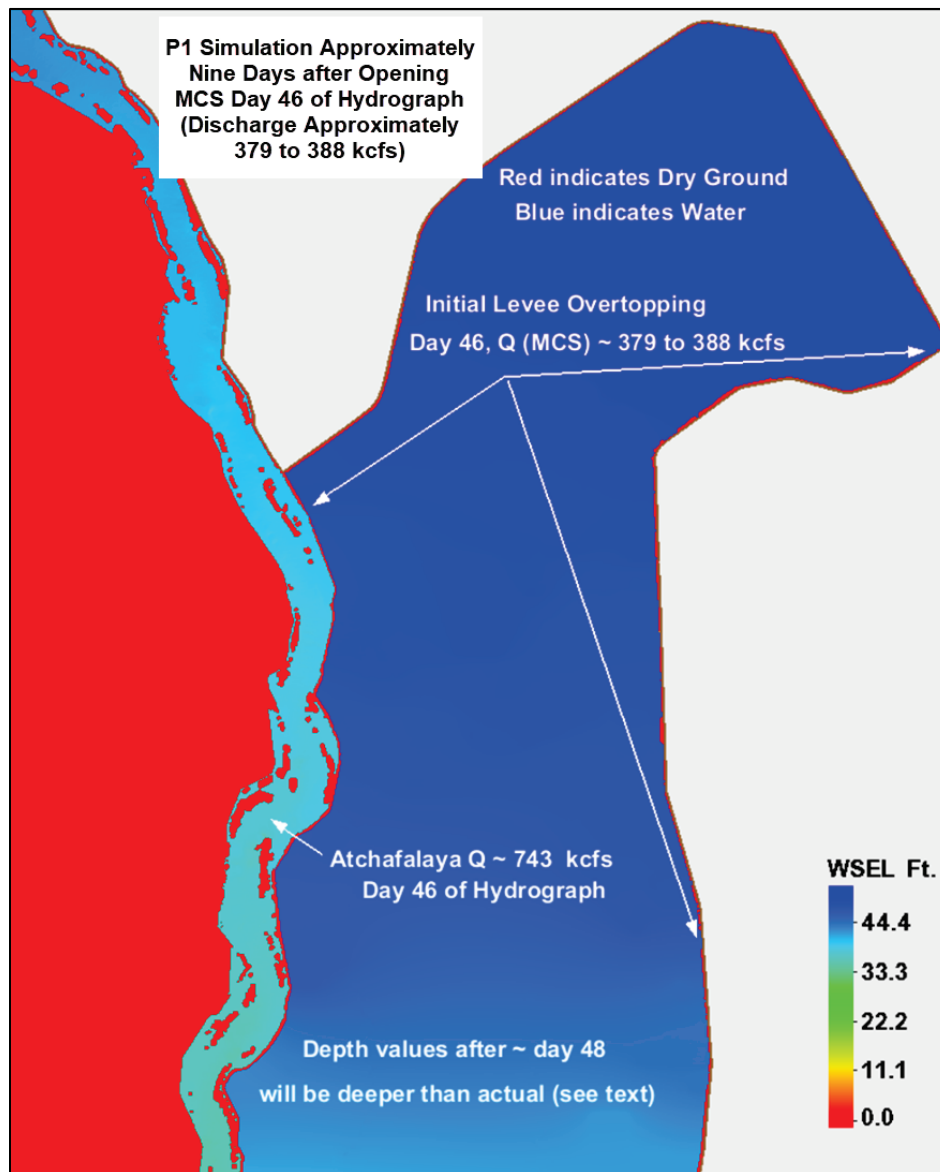 P1 Simulation Approximately
Nine Days after Opening
MCS Day 46 of Hydrograph
(Discharge Approximately
379 to 388 kcfs)
Red indicates Dry Ground
Blue indicates Water
Initial Levee Overtopping
Day 46, Q (MCS) ~ 379 to 388 kcfs
Atchafalaya Q ~ 743 kcfs
Day 46 of Hydrograph
WSEL Ft.
44.4
33.3
22.2
11.1
0.0
Depth values after ~ day 48
will be deeper than actual (see text)